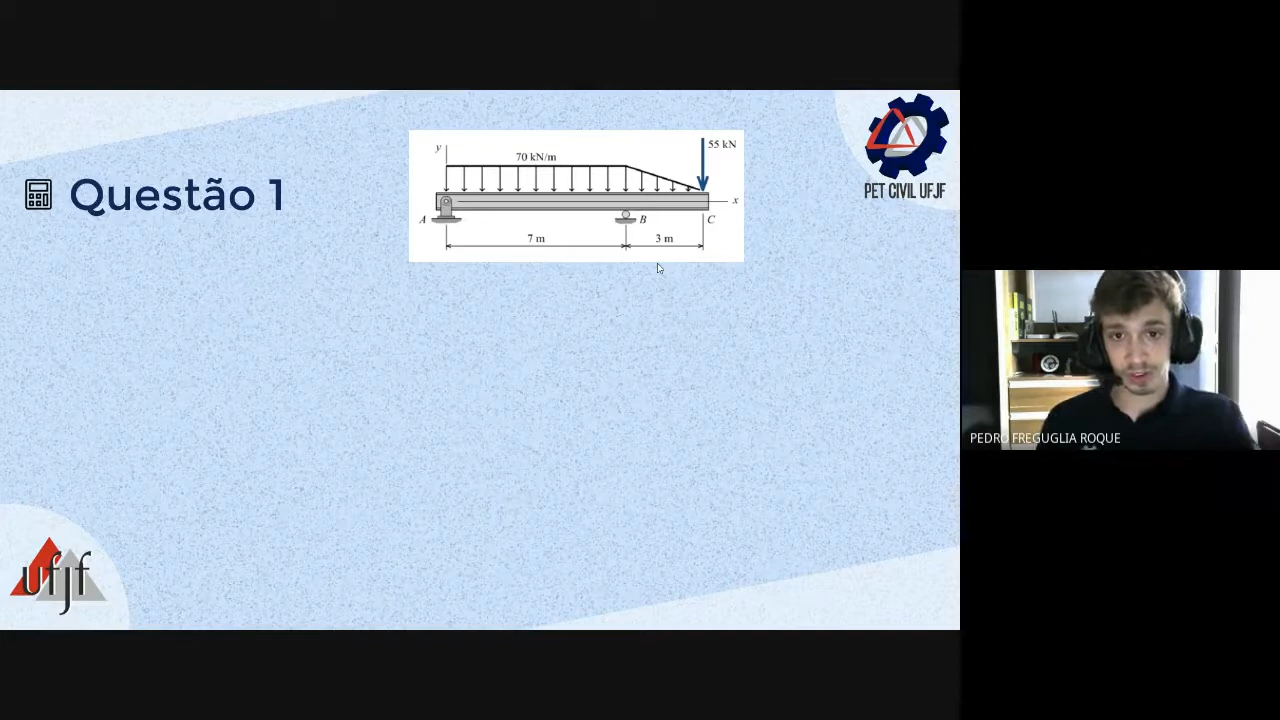 Questão 1
y
70 kN/m
55 kN
x
A
B
C
7 m
3 m
PET CIVIL UFJF
ufjf
PEDRO FREGUGLIA ROQUE